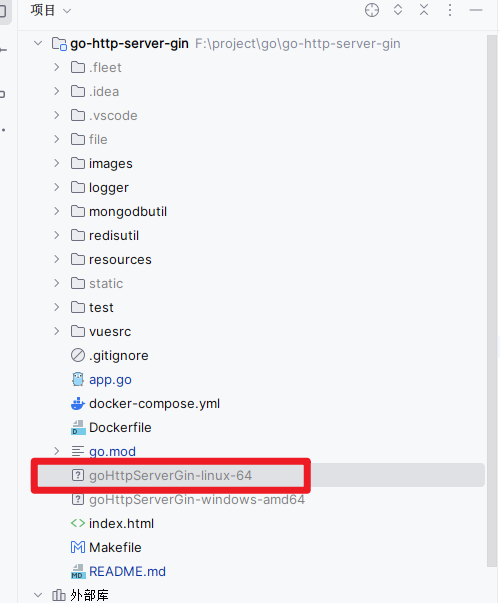 项目
go-http-server-gin F:\project\go\go-http-server-gin
.fleet
.idea
.vscode
file
images
logger
mongodbutil
redisutil
resources
static
test
vuesrc
.gitignore
app.go
docker-compose.yml
Dockerfile
go.mod
goHttpServerGin-linux-64
goHttpServerGin-windows-amd64
index.html
Makefile
README.md
外部库